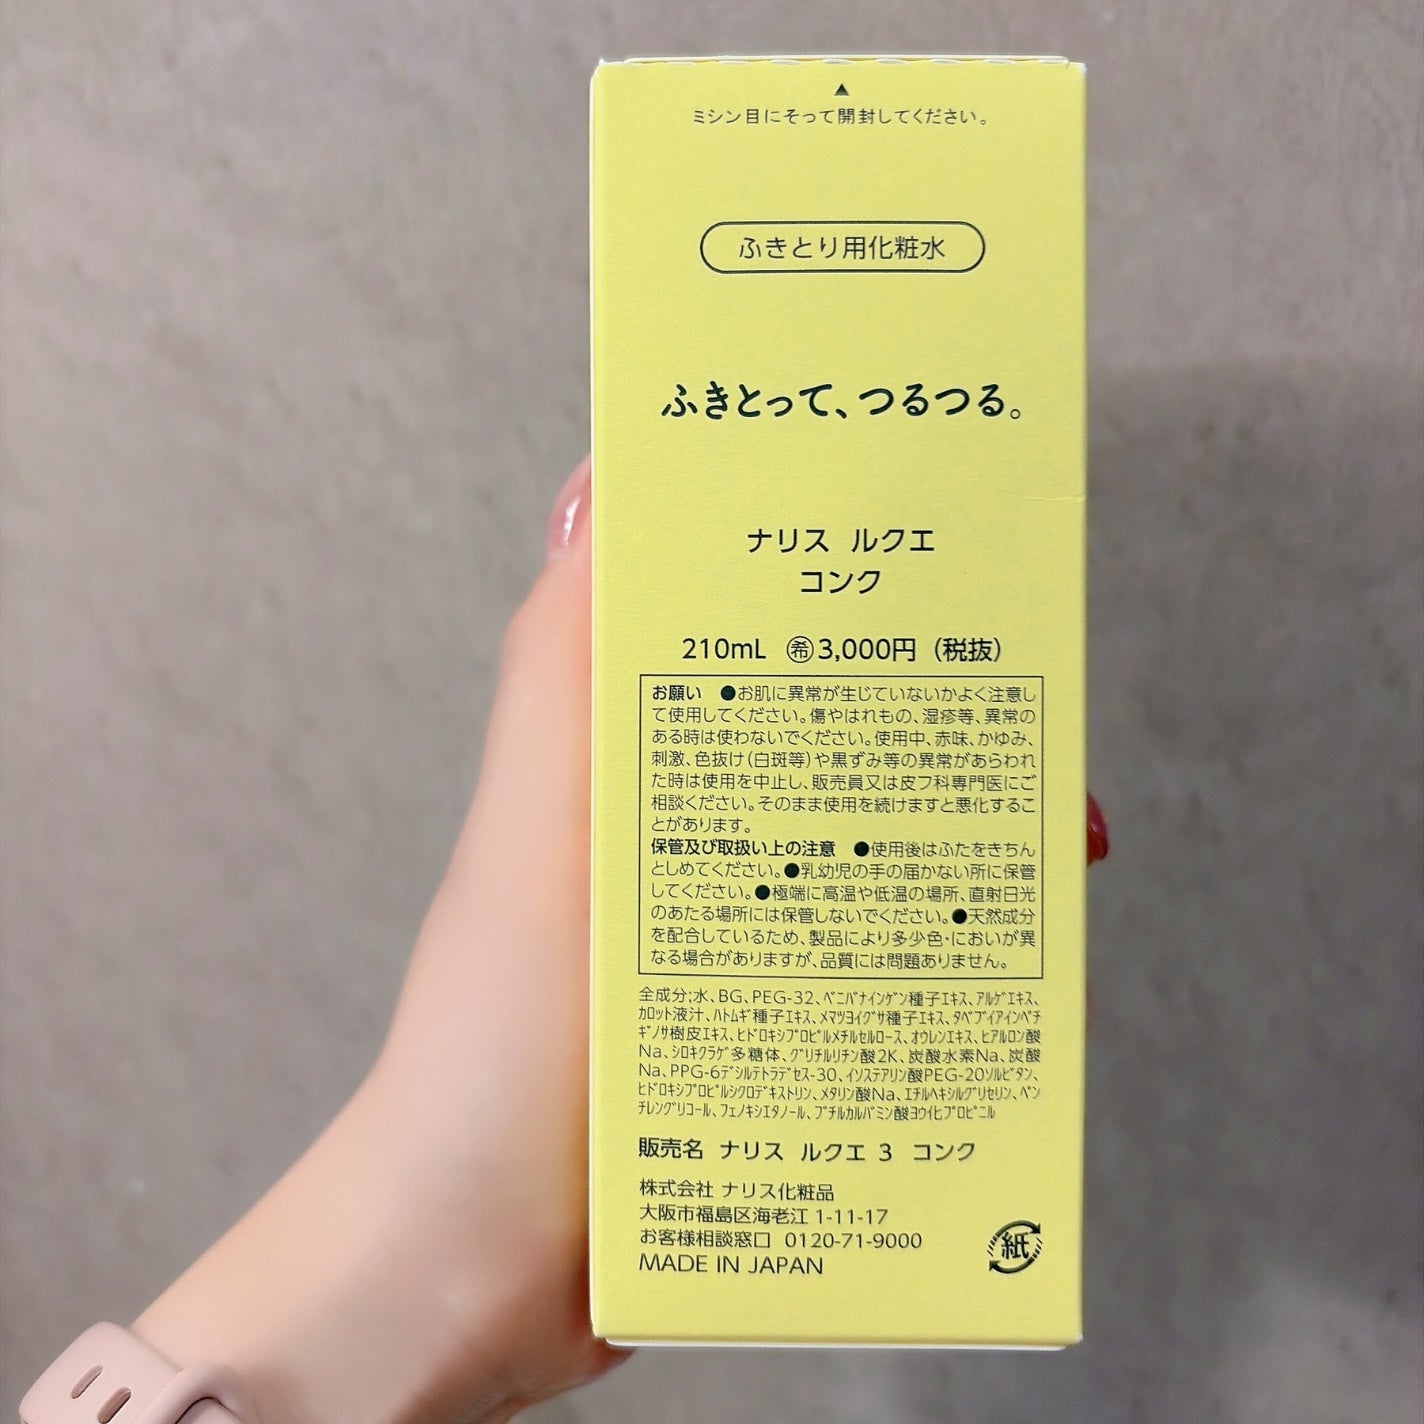 ▲
ミシン目にそって開封してください。
ふきとり用化粧水
ふきとって、つるつる。
ナリス ルクエ
コンク
210mL ㊕3,000円（税抜）
お願い ●お肌に異常が生じていないかよく注意し
て使用してください。傷やはれもの、湿疹等、異常の
ある時は使わないでください。使用中、赤味、かゆみ、
刺激、色抜け（白斑等）や黒ずみ等の異常があらわれ
た時は使用を中止し、販売員又は皮フ科専門医にご
相談ください。そのまま使用を続けますと悪化するこ
とがあります。
保管及び取扱い上の注意 ●使用後はふたをきちん
としめてください。●乳幼児の手の届かない所に保管
してください。●極端に高温や低温の場所、直射日光
のあたる場所には保管しないでください。●天然成分
を配合しているため、製品により多少色・においが異
なる場合がありますが、品質には問題ありません。
全成分;水、BG、PEG-32、ﾍﾞﾆﾊﾞﾅｲﾝｹﾞﾝ種子ｴｷｽ、ｱﾙｹﾞｴｷｽ、
ｶﾛｯﾄ液汁、ﾊﾄﾑｷﾞ種子ｴｷｽ、ﾒﾏﾂﾖｲｸﾞｻ種子ｴｷｽ、ﾀﾍﾞﾌﾞｲｱｲﾝﾍﾟﾁ
ｷﾞﾉｻ樹皮ｴｷｽ、ﾋﾄﾞﾛｷｼﾌﾟﾛﾋﾟﾙﾒﾁﾙｾﾙﾛｰｽ、ｵｳﾚﾝｴｷｽ、ﾋｱﾙﾛﾝ酸
Na、ｼﾛｷｸﾗｹﾞ多糖体、ｸﾞﾘﾁﾙﾘﾁﾝ酸2K、炭酸水素Na、炭酸
Na、PPG-6ﾃﾞｼﾙﾃﾄﾗﾃﾞｾｽ-30、ｲｿｽﾃｱﾘﾝ酸PEG-20ｿﾙﾋﾞﾀﾝ、
ﾋﾄﾞﾛｷｼﾌﾟﾛﾋﾟﾙｼｸﾛﾃﾞｷｽﾄﾘﾝ、ﾒﾀﾘﾝ酸Na、ｴﾁﾙﾍｷｼﾙｸﾞﾘｾﾘﾝ、ﾍﾟﾝ
ﾁﾚﾝｸﾞﾘｺｰﾙ、ﾌｪﾉｷｼｴﾀﾉｰﾙ、ﾌﾞﾁﾙｶﾙﾊﾞﾐﾝ酸ﾖｳ化ﾌﾟﾛﾋﾟﾆﾙ
販売名 ナリス ルクエ 3 コンク
株式会社 ナリス化粧品
大阪市福島区海老江 1-11-17
お客様相談窓口 0120-71-9000
MADE IN JAPAN
紙